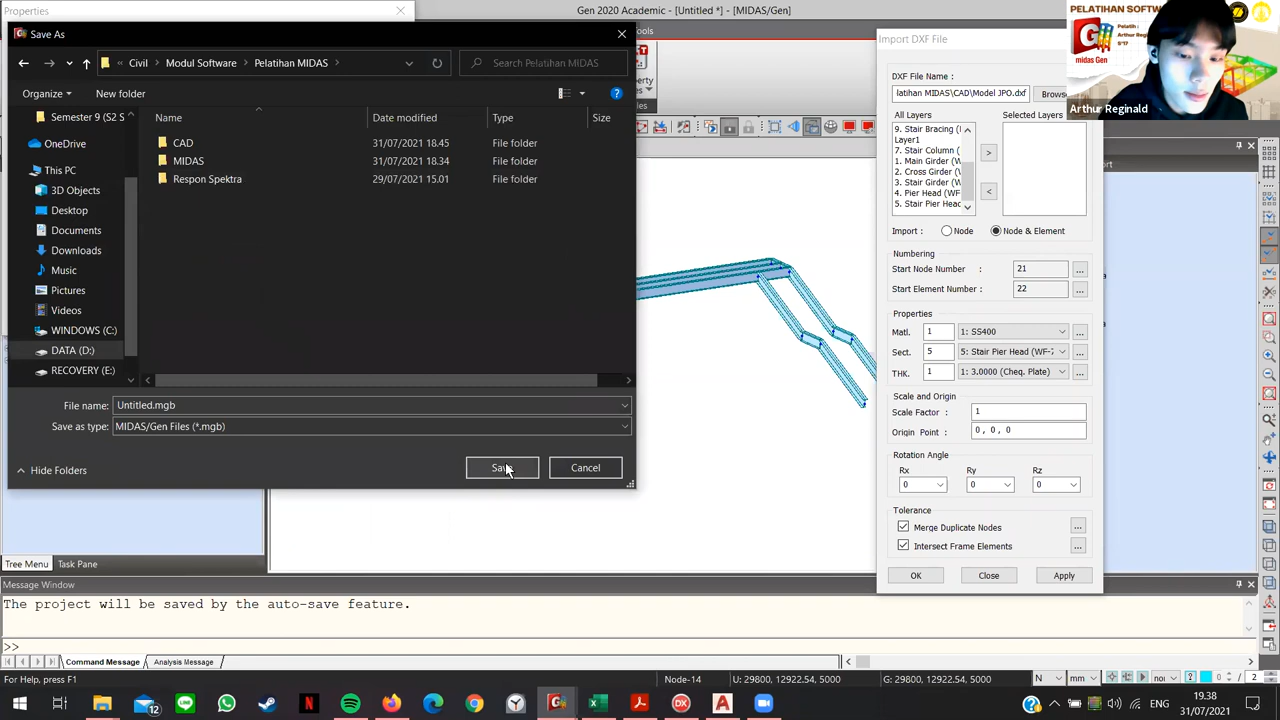 Properties
Gen 2020 Academic - [Untitled *] - [MIDAS/Gen]
Save As
Civil
Modul Software
Pelatihan MIDAS
Search Pelatihan MIDAS
Organize
New folder
Name
Date modified
Type
Size
Semester 9 (S2 S
OneDrive
This PC
3D Objects
Desktop
Documents
Downloads
Music
Pictures
Videos
WINDOWS (C:)
DATA (D:)
RECOVERY (E:)
CAD
31/07/2021 18.45
File folder
MIDAS
31/07/2021 18.34
File folder
Respon Spektra
29/07/2021 15.01
File folder
File name:
Untitled.mgb
Save as type:
MIDAS/Gen Files (*.mgb)
Hide Folders
Save
Cancel
Import DXF File
DXF File Name :
latihan MIDAS\CAD\Model JPO.dxf
All Layers
Selected Layers
9. Stair Bracing (
Layer1
7. Stair Column (
1. Main Girder (W
2. Cross Girder (W
3. Stair Girder (W
4. Pier Head (WF
5. Stair Pier Head
>
<
Import :
Node
Node & Element
Numbering
Start Node Number :
21
...
Start Element Number :
22
...
Properties
Matl.
1
1: SS400
...
Sect.
5
5: Stair Pier Head (WF-
...
THK.
1
1: 3.0000 (Cheq. Plate)
...
Scale and Origin
Scale Factor :
1
Origin Point :
0, 0, 0
Rotation Angle
Rx
Ry
Rz
0
0
0
Tolerance
Merge Duplicate Nodes
...
Intersect Frame Elements
...
OK
Close
Apply
PELATIHAN SOFTW
Pelatih :
Arthur Regin
S'17
midas Gen
Arthur Reginald
Tree Menu
Task Pane
Message Window
The project will be saved by the auto-save feature.
>>
Command Message
Analysis Message
For Help, press F1
Node-14
U: 29800, 12922.54, 5000
G: 29800, 12922.54, 5000
N
mm
nor
/ 2
12
ENG
19.38
31/07/2021